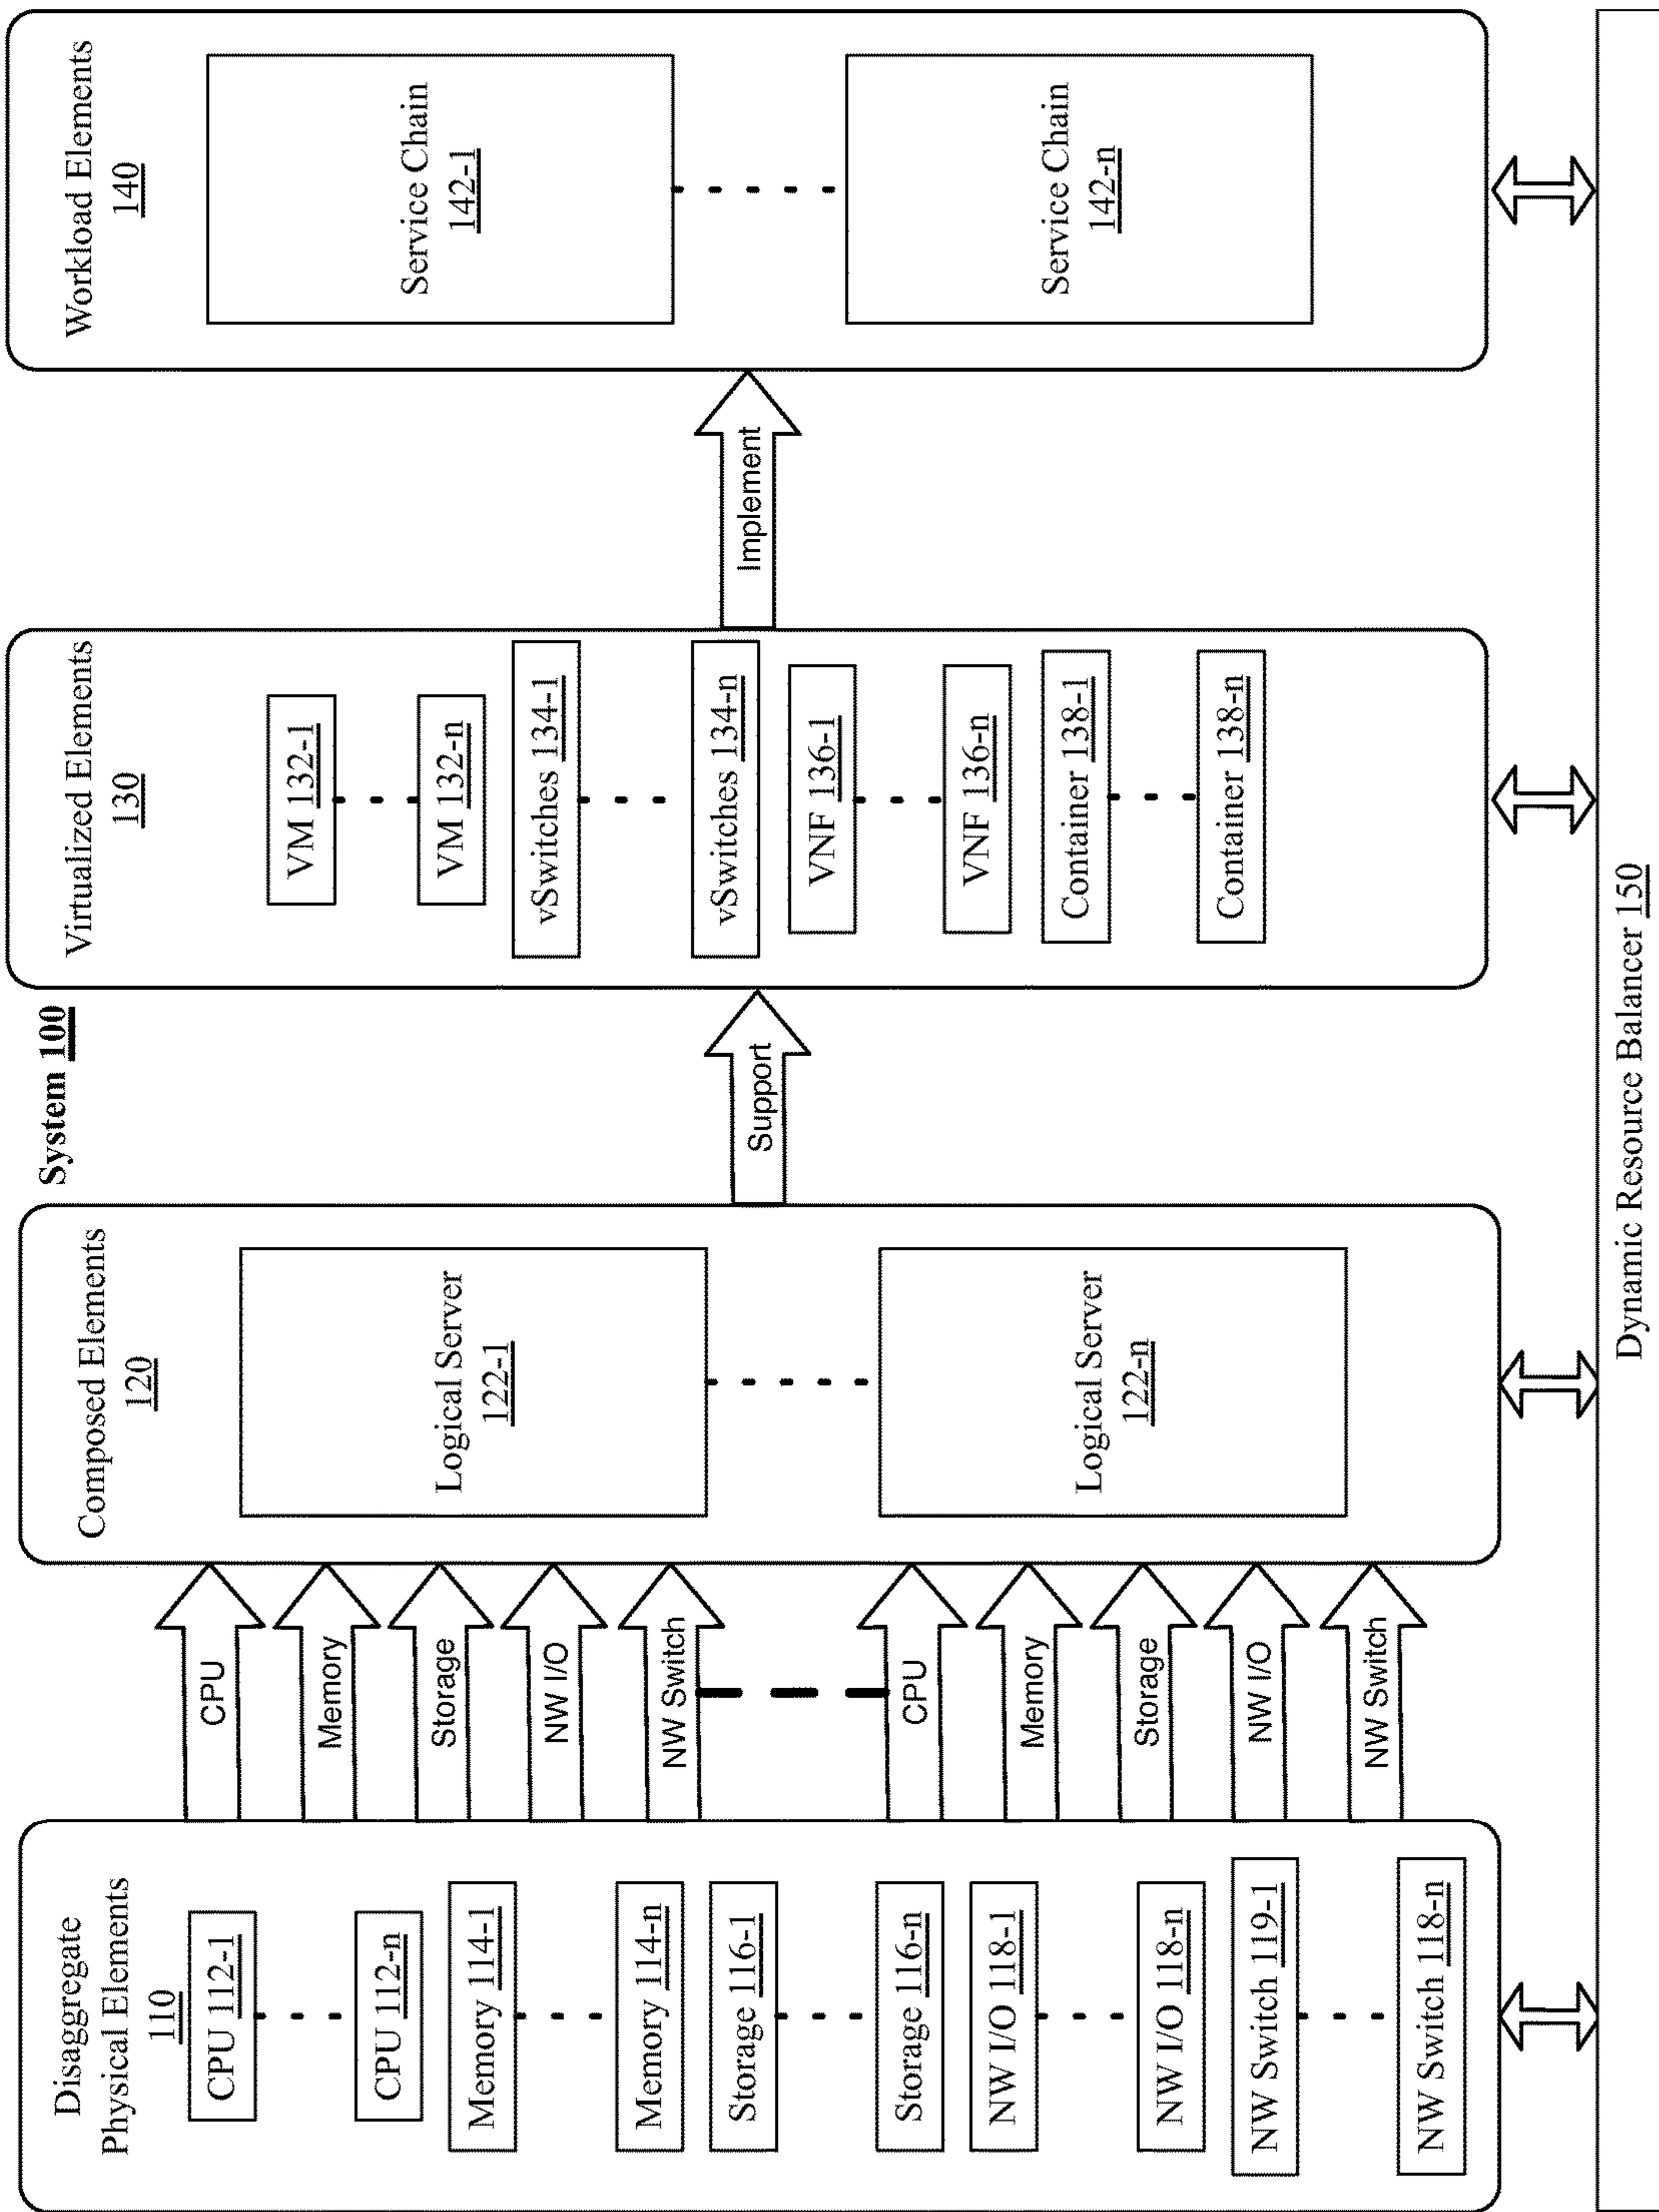 System 100
Disaggregate
Physical Elements
110
CPU 112-1
CPU 112-n
Memory 114-1
Memory 114-n
Storage 116-1
Storage 116-n
NW I/O 118-1
NW I/O 118-n
NW Switch 119-1
NW Switch 118-n
CPU
Memory
Storage
NW I/O
NW Switch
CPU
Memory
Storage
NW I/O
NW Switch
Composed Elements
120
Logical Server
122-1
Logical Server
122-n
Support
Virtualized Elements
130
VM 132-1
VM 132-n
vSwitches 134-1
vSwitches 134-n
VNF 136-1
VNF 136-n
Container 138-1
Container 138-n
Implement
Workload Elements
140
Service Chain
142-1
Service Chain
142-n
Dynamic Resource Balancer 150